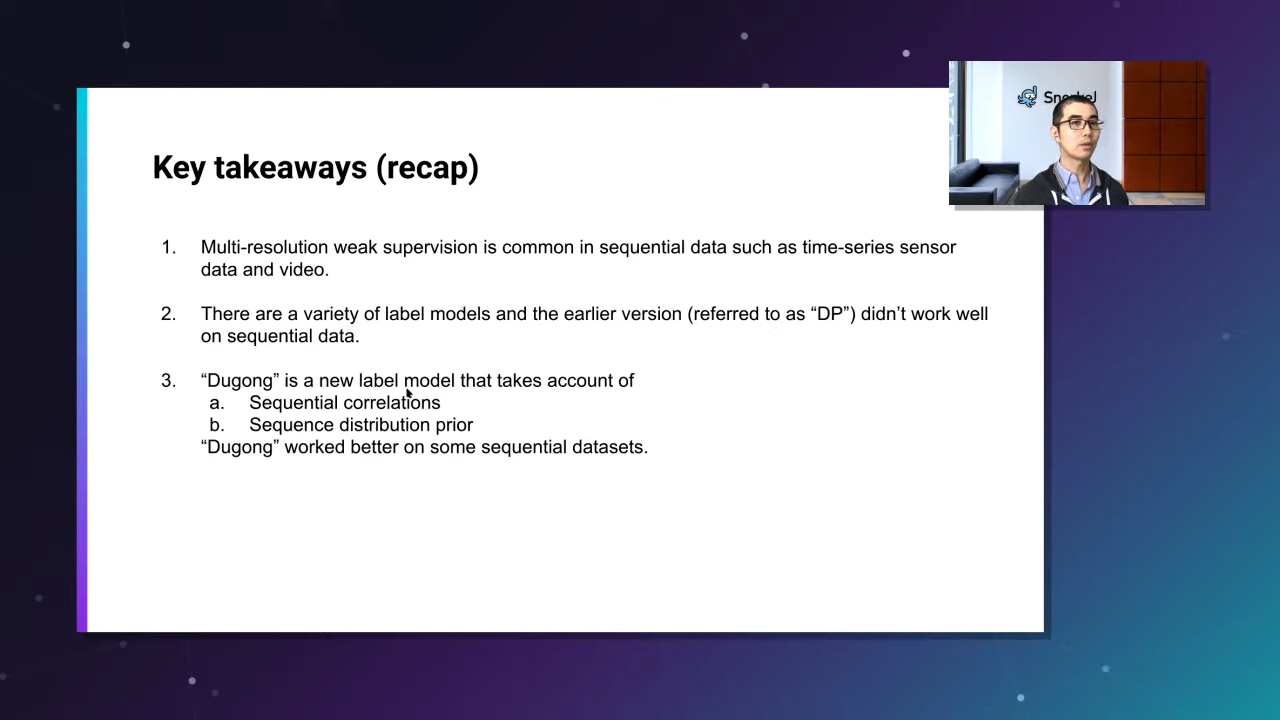 Snorkel
Key takeaways (recap)
1. Multi-resolution weak supervision is common in sequential data such as time-series sensor
data and video.
2. There are a variety of label models and the earlier version (referred to as “DP”) didn’t work well
on sequential data.
3. “Dugong” is a new label model that takes account of
a. Sequential correlations
b. Sequence distribution prior
“Dugong” worked better on some sequential datasets.